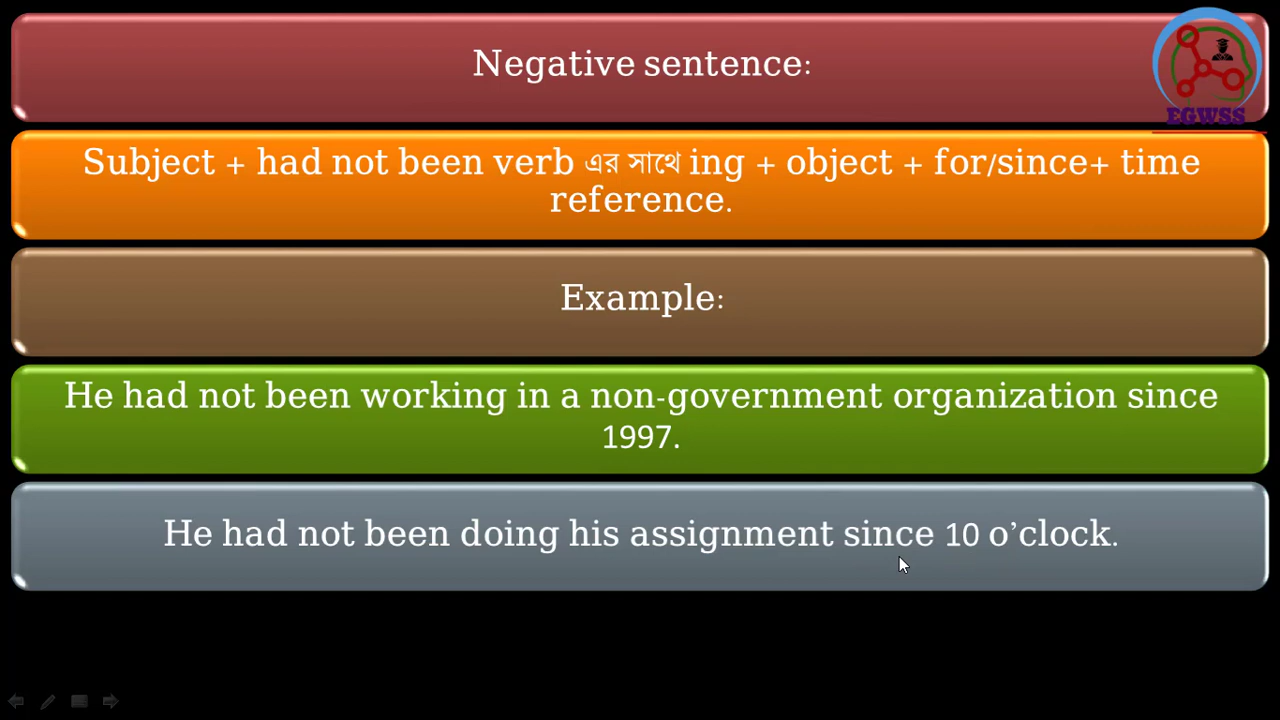 Negative sentence:
EGWSS
Subject + had not been verb এর সাথে ing + object + for/since+ time
reference.
Example:
He had not been working in a non-government organization since
1997.
He had not been doing his assignment since 10 o’clock.